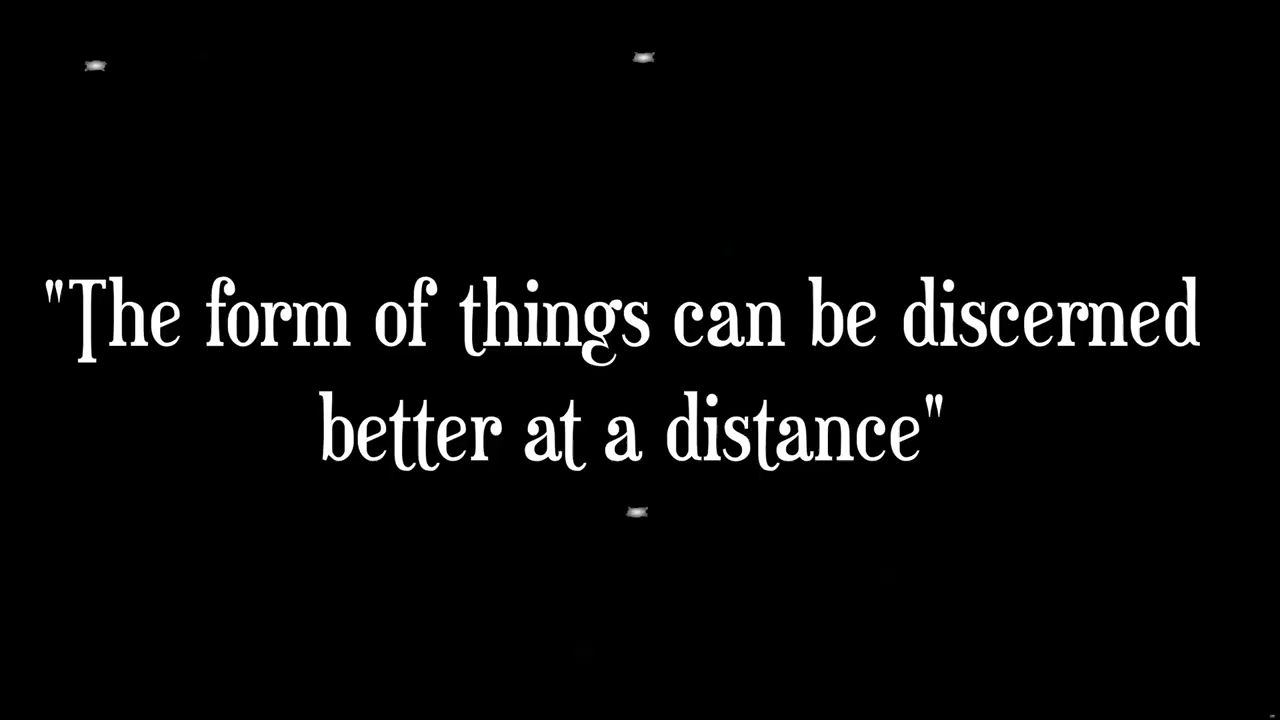 "The form of things can be discerned
better at a distance"